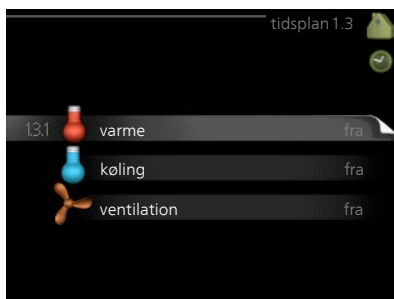 tidsplan 1.3
1.3.1 varme fra
køling fra
ventilation fra